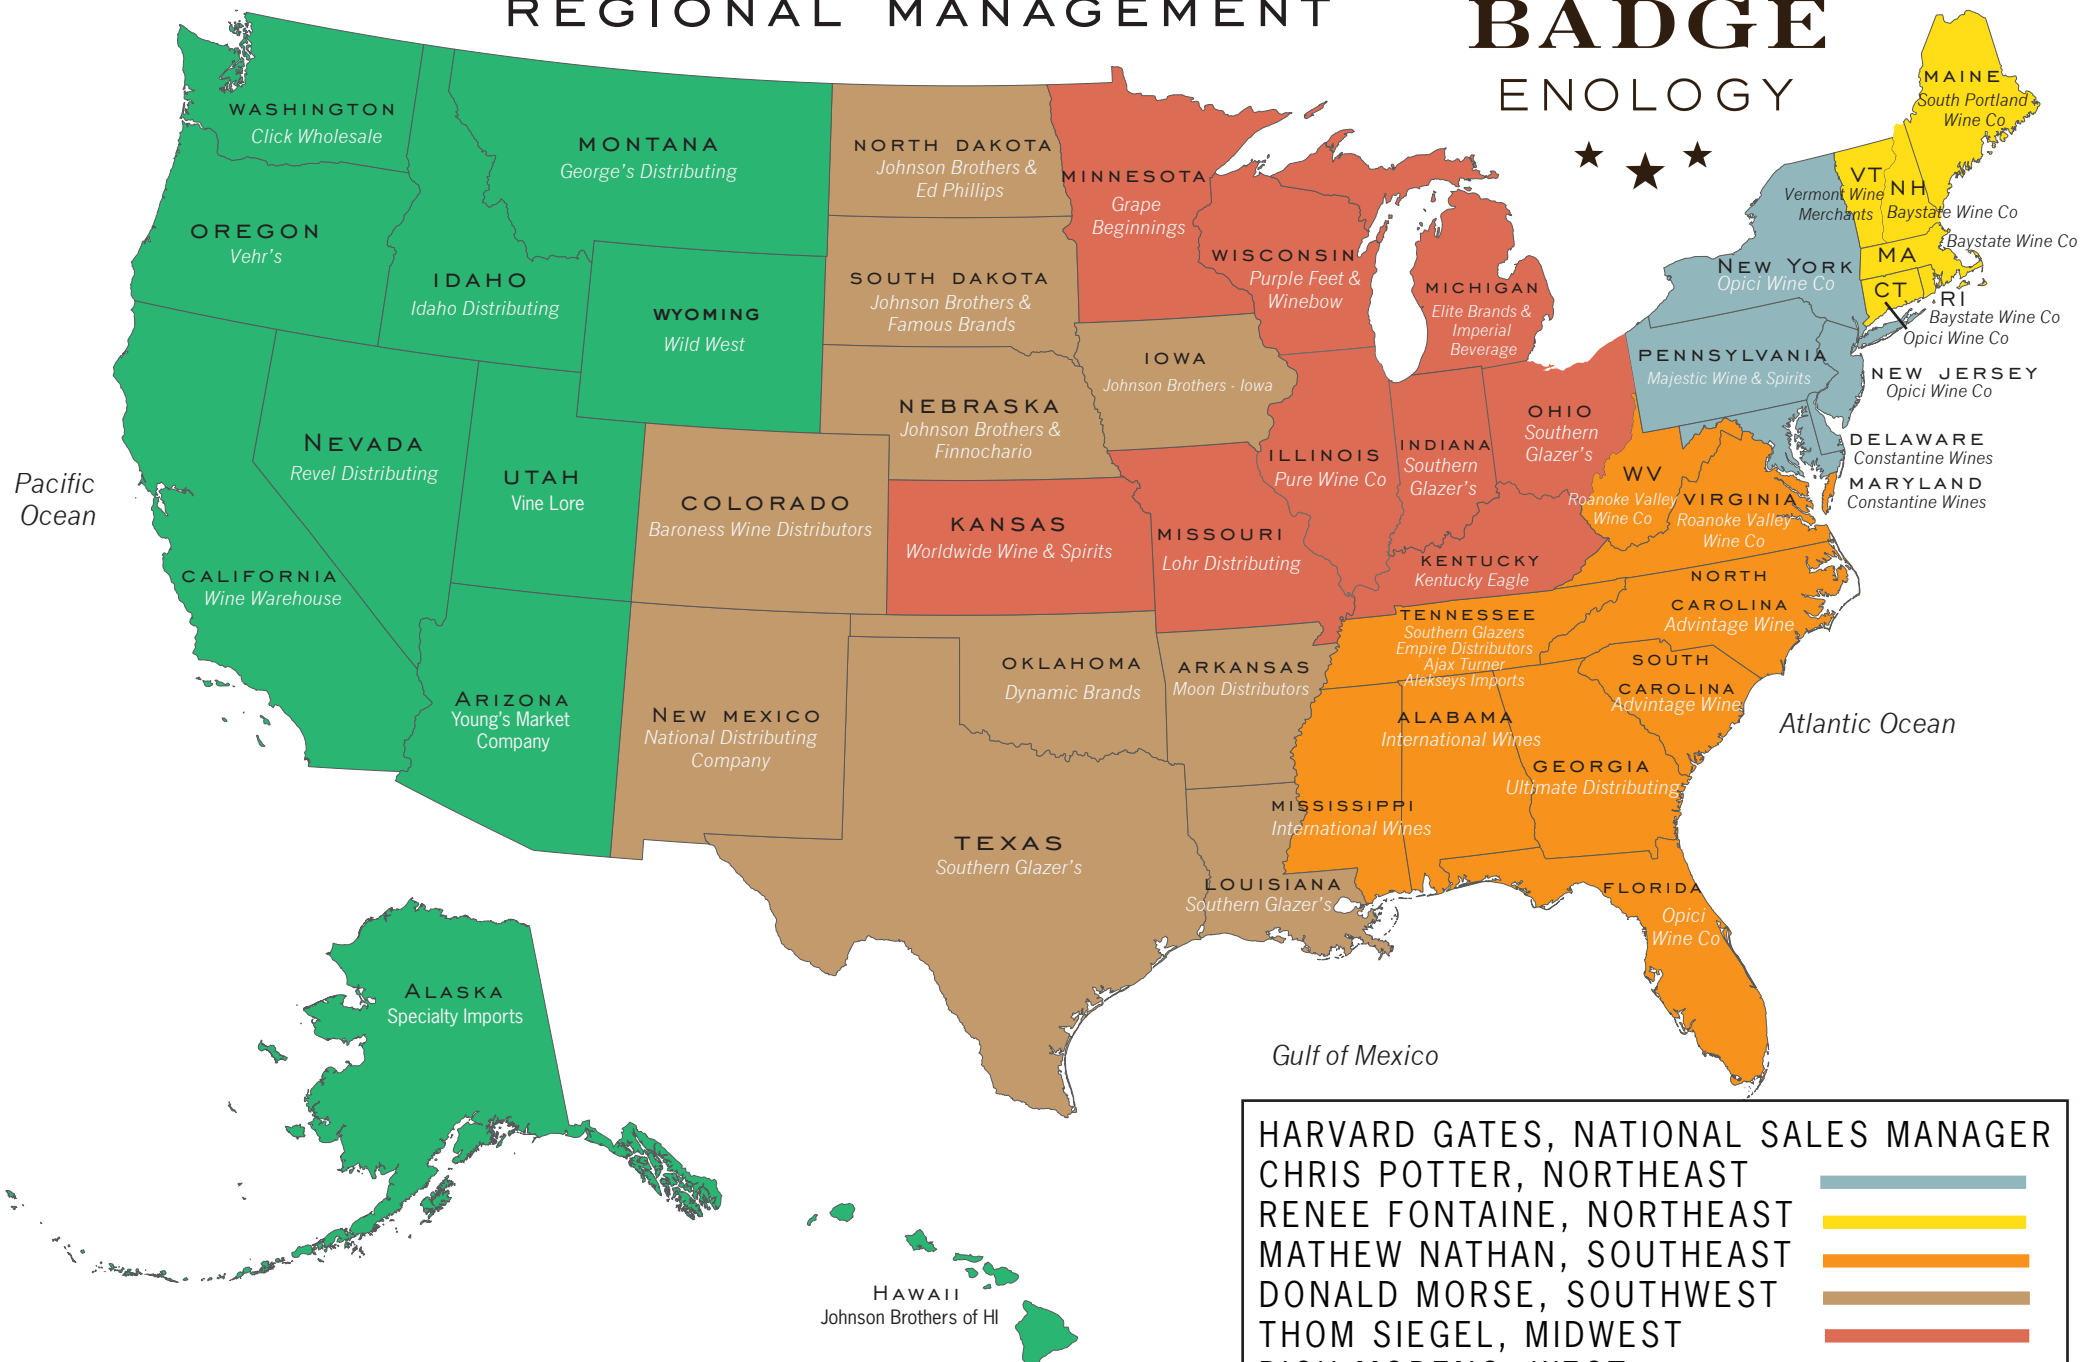 REGIONAL MANAGEMENT
BADGE
ENOLOGY
WASHINGTON
Click Wholesale
OREGON
Vehr's
IDAHO
Idaho Distributing
MONTANA
George's Distributing
WYOMING
Wild West
NEVADA
Revel Distributing
UTAH
Vine Lore
CALIFORNIA
Wine Warehouse
ARIZONA
Young's Market
Company
Pacific
Ocean
NORTH DAKOTA
Johnson Brothers &
Ed Phillips
SOUTH DAKOTA
Johnson Brothers &
Famous Brands
NEBRASKA
Johnson Brothers &
Finnochario
COLORADO
Baroness Wine Distributors
KANSAS
Worldwide Wine & Spirits
NEW MEXICO
National Distributing
Company
OKLAHOMA
Dynamic Brands
TEXAS
Southern Glazer's
MINNESOTA
Grape
Beginnings
IOWA
Johnson Brothers - Iowa
MISSOURI
Lohr Distributing
ARKANSAS
Moon Distributors
LOUISIANA
Southern Glazer's
WISCONSIN
Purple Feet &
Winebow
MICHIGAN
Elite Brands &
Imperial
Beverage
ILLINOIS
Pure Wine Co
INDIANA
Southern
Glazer's
OHIO
Southern
Glazer's
KENTUCKY
Kentucky Eagle
TENNESSEE
Southern Glazers
Empire Distributors
Ajax Turner
Alekseys Imports
MISSISSIPPI
International Wines
ALABAMA
International Wines
GEORGIA
Ultimate Distributing
FLORIDA
Opici
Wine Co
SOUTH
CAROLINA
Advintage Wine
NORTH
CAROLINA
Advintage Wine
WV
Roanoke Valley
Wine Co
VIRGINIA
Roanoke Valley
Wine Co
MAINE
South Portland
Wine Co
VT
Vermont Wine
Merchants
NH
Baystate Wine Co
MA
Baystate Wine Co
CT
Opici Wine Co
RI
Baystate Wine Co
NEW YORK
Opici Wine Co
PENNSYLVANIA
Majestic Wine & Spirits
NEW JERSEY
Opici Wine Co
DELAWARE
Constantine Wines
MARYLAND
Constantine Wines
Atlantic Ocean
Gulf of Mexico
ALASKA
Specialty Imports
HAWAII
Johnson Brothers of HI
HARVARD GATES, NATIONAL SALES MANAGER
CHRIS POTTER, NORTHEAST
RENEE FONTAINE, NORTHEAST
MATHEW NATHAN, SOUTHEAST
DONALD MORSE, SOUTHWEST
THOM SIEGEL, MIDWEST